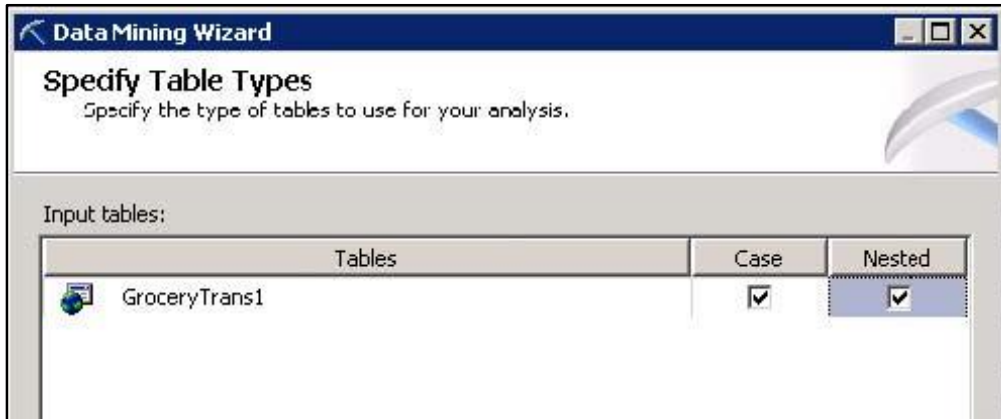 Data Mining Wizard
Specify Table Types
Specify the type of tables to use for your analysis.
Input tables:
Tables Case Nested
GroceryTrans1